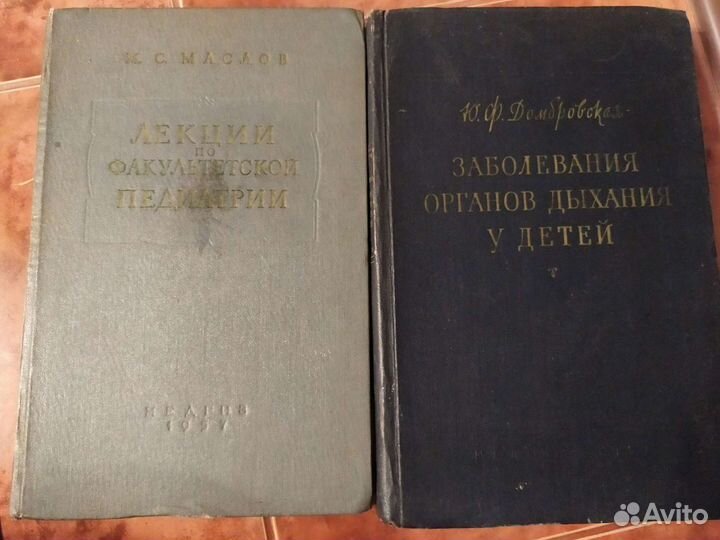 М. С. МАСЛОВ
ЛЕКЦИИ
ПО
ФАКУЛЬТЕТСКОЙ
ПЕДИАТРИИ
МЕДГИЗ
1957
Ю. Ф. Домбровская
ЗАБОЛЕВАНИЯ
ОРГАНОВ ДЫХАНИЯ
У ДЕТЕЙ
Avito